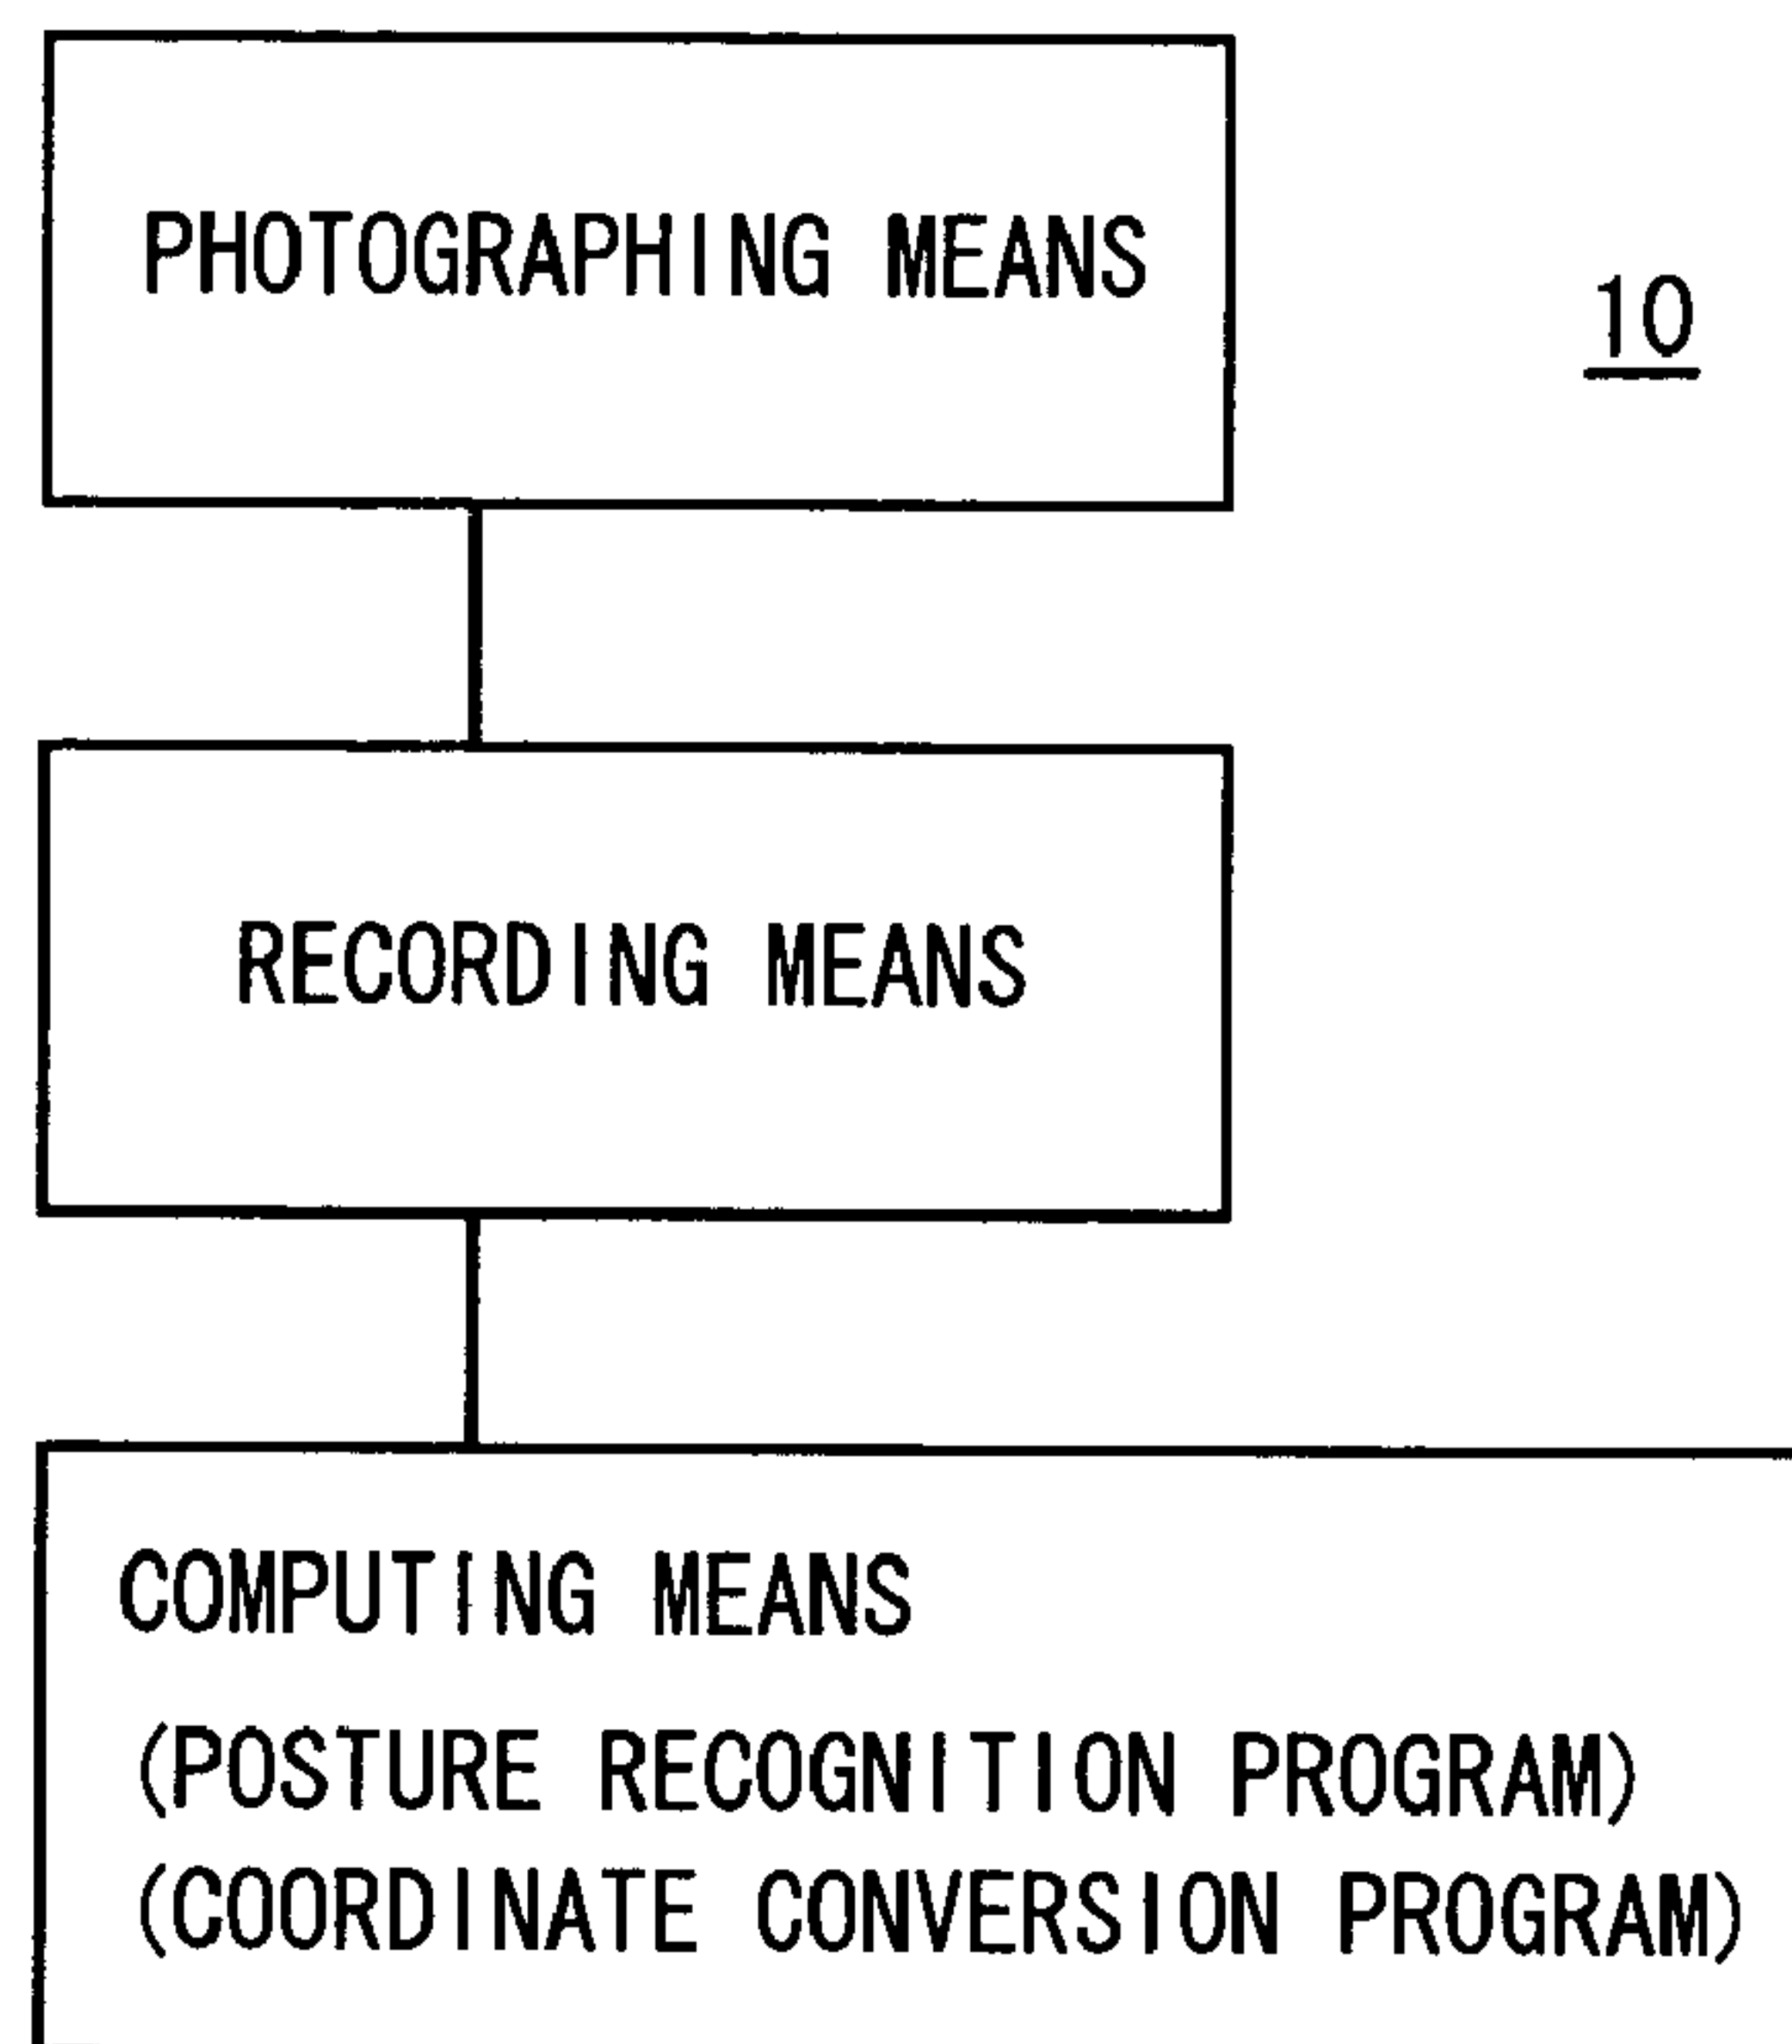 PHOTOGRAPHING MEANS
10
RECORDING MEANS
COMPUTING MEANS
(POSTURE RECOGNITION PROGRAM)
(COORDINATE CONVERSION PROGRAM)